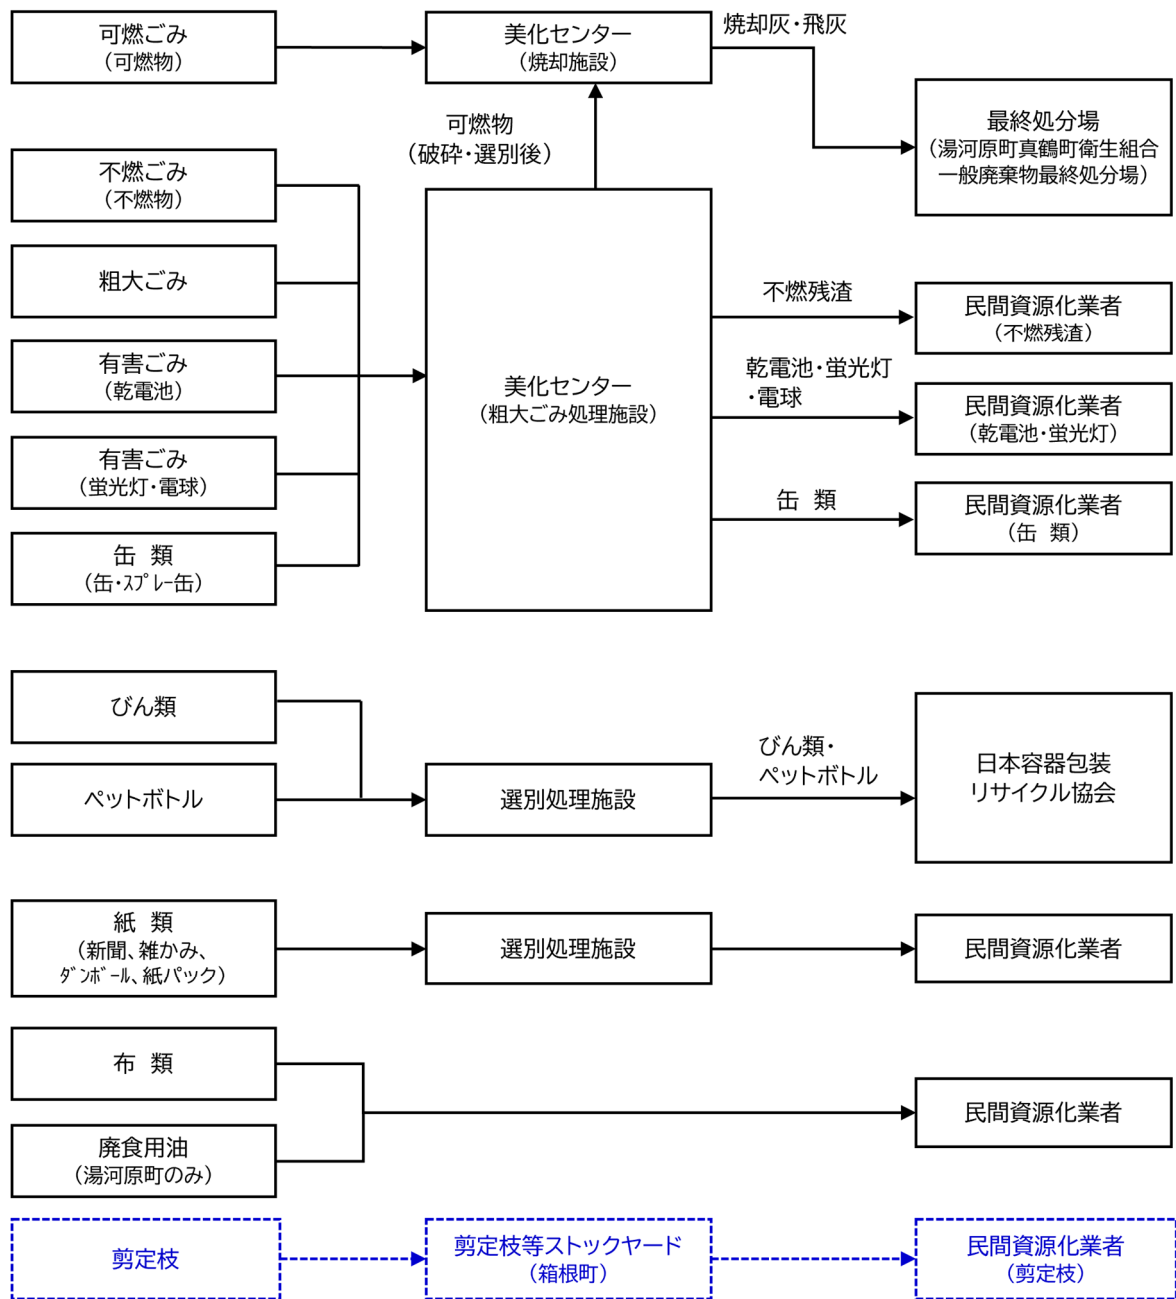 可燃ごみ
（可燃物）
美化センター
（焼却施設）
焼却灰・飛灰
可燃物
（破砕・選別後）
最終処分場
（湯河原町真鶴町衛生組合
一般廃棄物最終処分場）
不燃ごみ
（不燃物）
粗大ごみ
有害ごみ
（乾電池）
有害ごみ
（蛍光灯・電球）
缶　類
（缶・ｽﾌﾟﾚｰ缶）
美化センター
（粗大ごみ処理施設）
不燃残渣
民間資源化業者
（不燃残渣）
乾電池・蛍光灯
・電球
民間資源化業者
（乾電池・蛍光灯）
缶　類
民間資源化業者
（缶　類）
びん類
ペットボトル
選別処理施設
びん類・
ペットボトル
日本容器包装
リサイクル協会
紙　類
（新聞、雑かみ、
ﾀﾞﾝﾎﾞｰﾙ、紙パック）
選別処理施設
民間資源化業者
布　類
廃食用油
（湯河原町のみ）
民間資源化業者
剪定枝
剪定枝等ストックヤード
（箱根町）
民間資源化業者
（剪定枝）